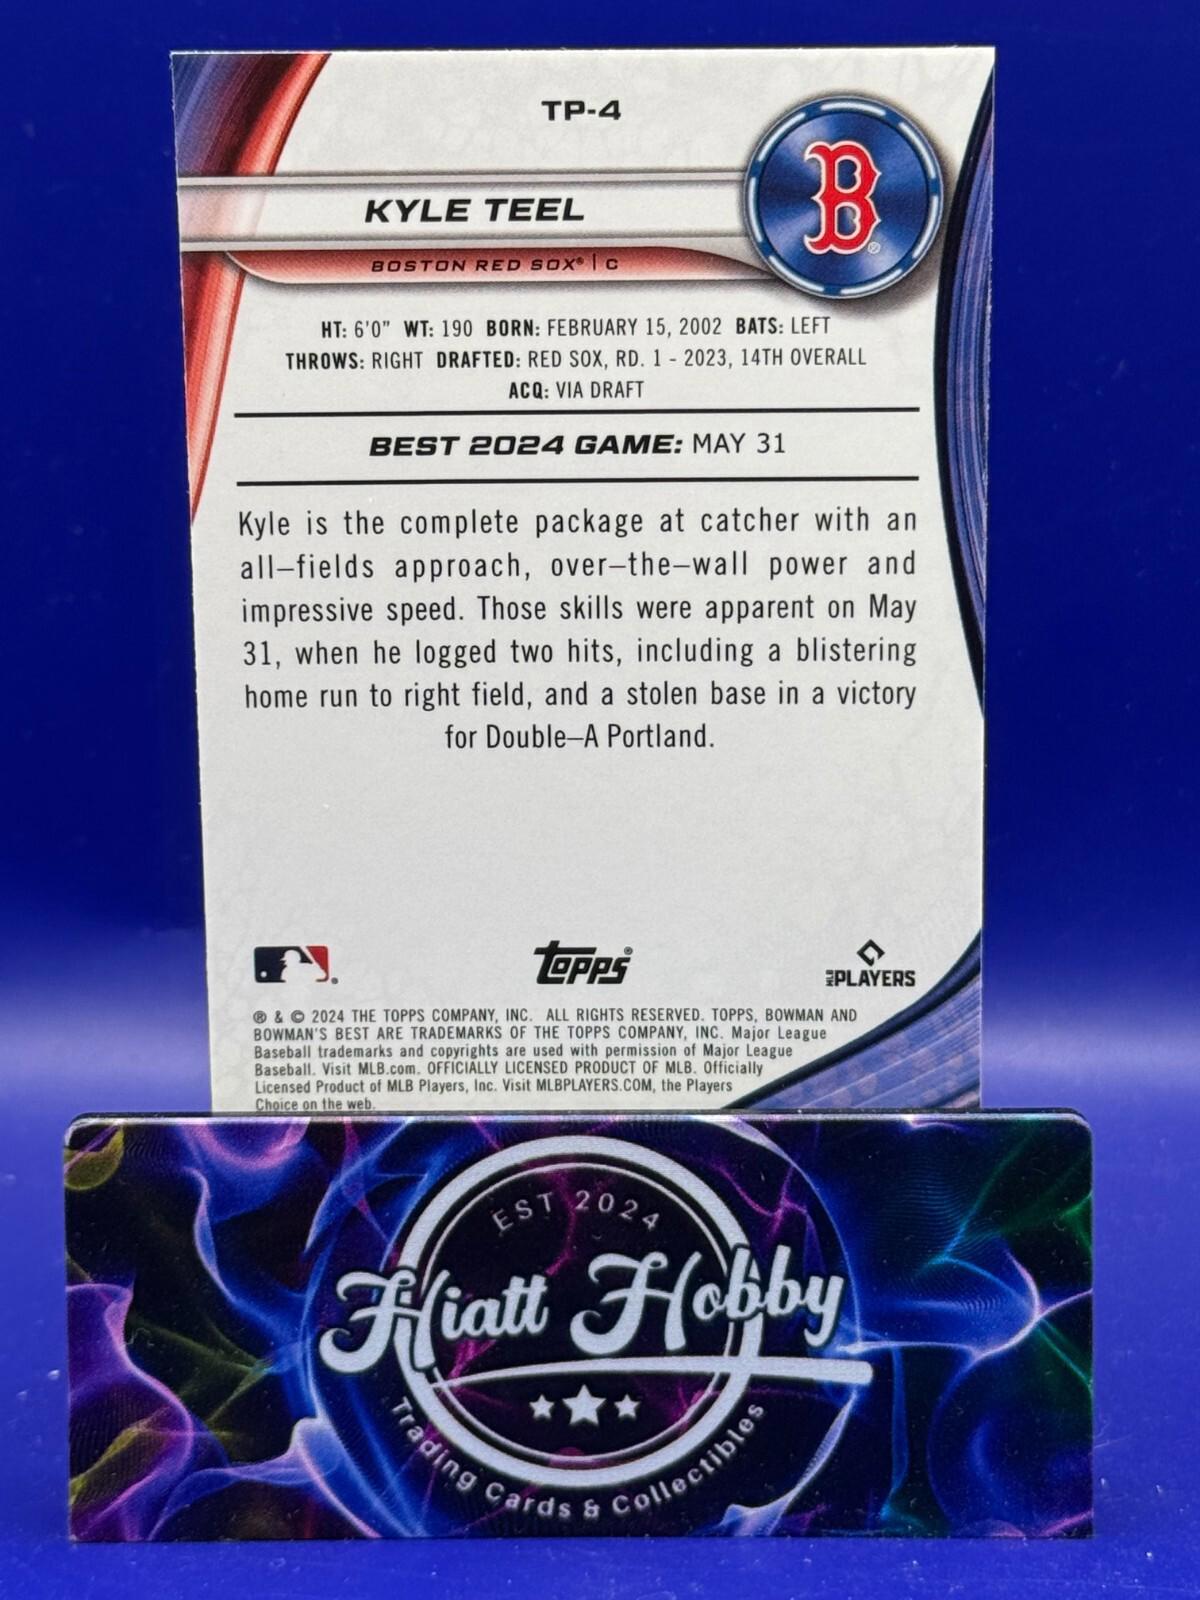 TP-4
B
®
KYLE TEEL
BOSTON RED SOX® | C
HT: 6'0" WT: 190 BORN: FEBRUARY 15, 2002 BATS: LEFT
THROWS: RIGHT DRAFTED: RED SOX, RD. 1 - 2023, 14TH OVERALL
ACQ: VIA DRAFT
BEST 2024 GAME: MAY 31
Kyle is the complete package at catcher with an
all–fields approach, over–the–wall power and
impressive speed. Those skills were apparent on May
31, when he logged two hits, including a blistering
home run to right field, and a stolen base in a victory
for Double–A Portland.
topps®
MLB PLAYERS
® & © 2024 THE TOPPS COMPANY, INC. ALL RIGHTS RESERVED. TOPPS, BOWMAN AND
BOWMAN'S BEST ARE TRADEMARKS OF THE TOPPS COMPANY, INC. Major League
Baseball trademarks and copyrights are used with permission of Major League
Baseball. Visit MLB.com. OFFICIALLY LICENSED PRODUCT OF MLB. Officially
Licensed Product of MLB Players, Inc. Visit MLBPLAYERS.COM, the Players
Choice on the web.
EST 2024
Hiatt Hobby
Trading Cards & Collectibles